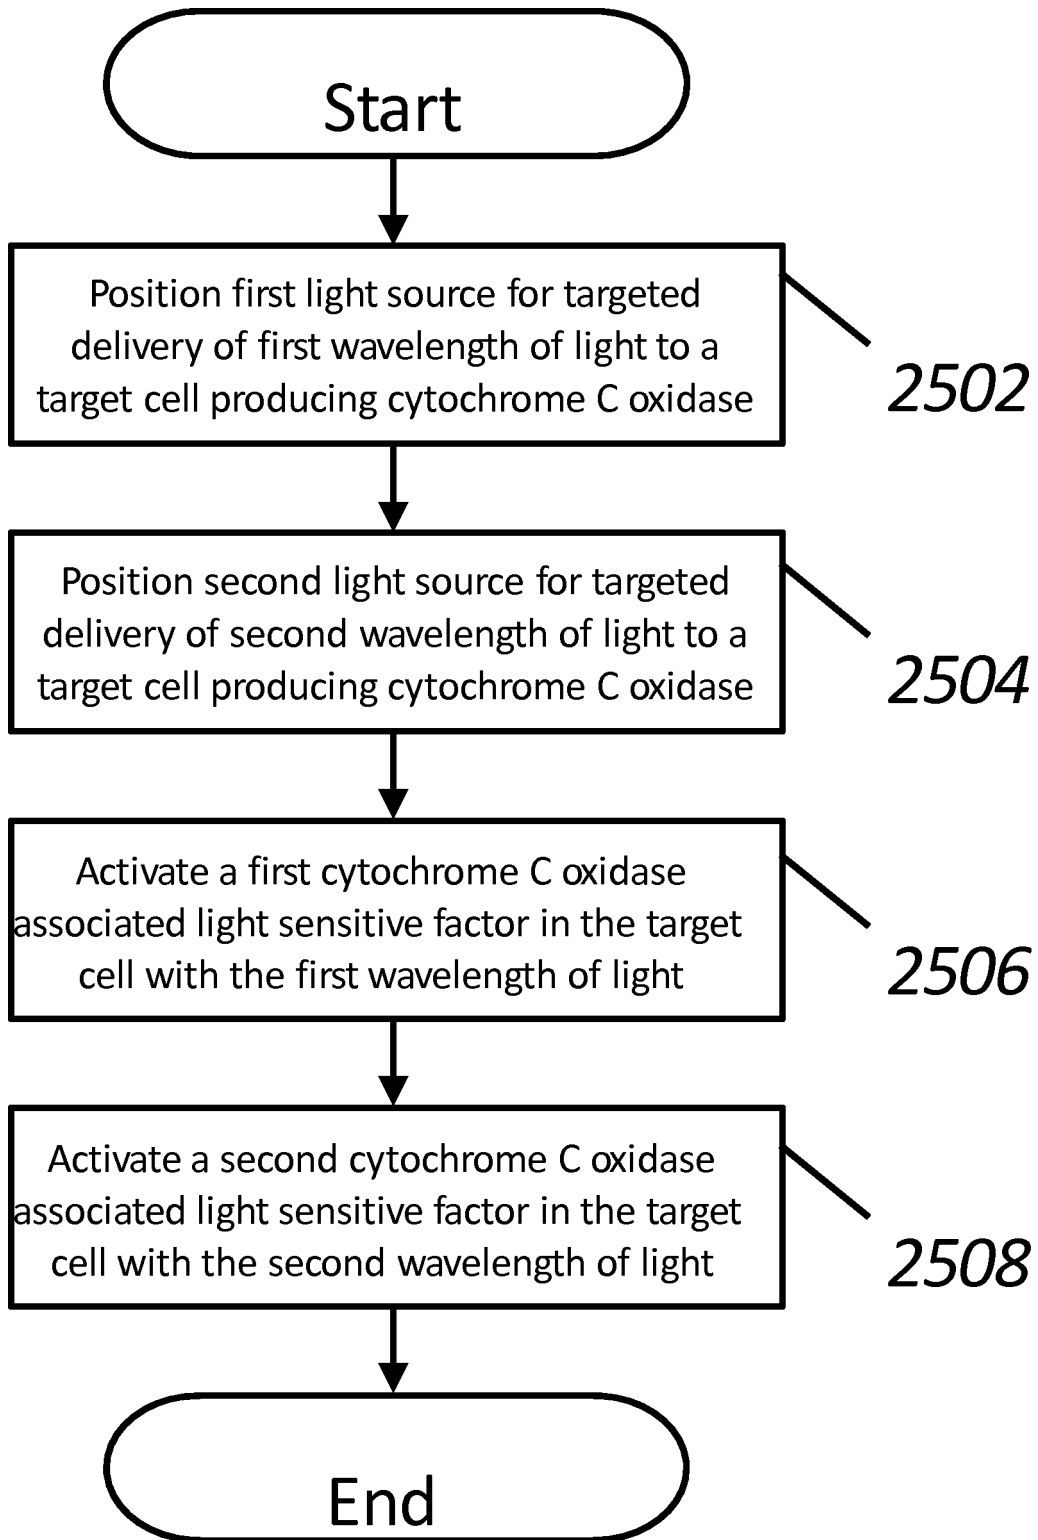 Start
Position first light source for targeted
delivery of first wavelength of light to a
target cell producing cytochrome C oxidase
2502
Position second light source for targeted
delivery of second wavelength of light to a
target cell producing cytochrome C oxidase
2504
Activate a first cytochrome C oxidase
associated light sensitive factor in the target
cell with the first wavelength of light
2506
Activate a second cytochrome C oxidase
associated light sensitive factor in the target
cell with the second wavelength of light
2508
End